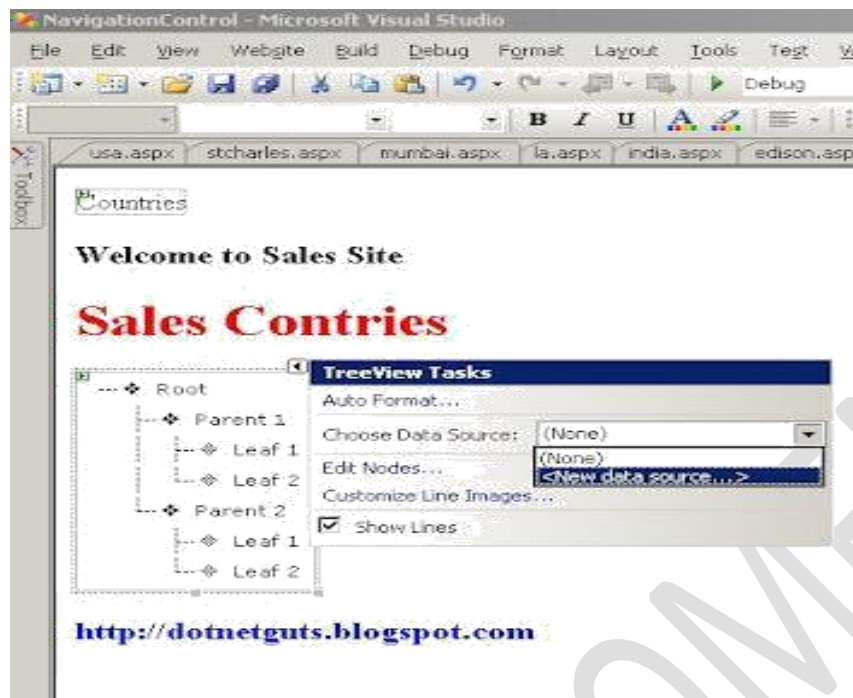 NavigationControl - Microsoft Visual Studio
File Edit View Website Build Debug Format Layout Tools Test
Debug
B I U A
usa.aspx stcharles.aspx mumbai.aspx la.aspx india.aspx edison.asp
Toolbox
Countries
Welcome to Sales Site
Sales Contries
TreeView Tasks
Root
Auto Format...
Parent 1
Choose Data Source: (None)
Leaf 1
(None)
Edit Nodes...
<New data source...>
Leaf 2
Customize Line Images...
Parent 2
Show Lines
Leaf 1
Leaf 2
http://dotnetguts.blogspot.com